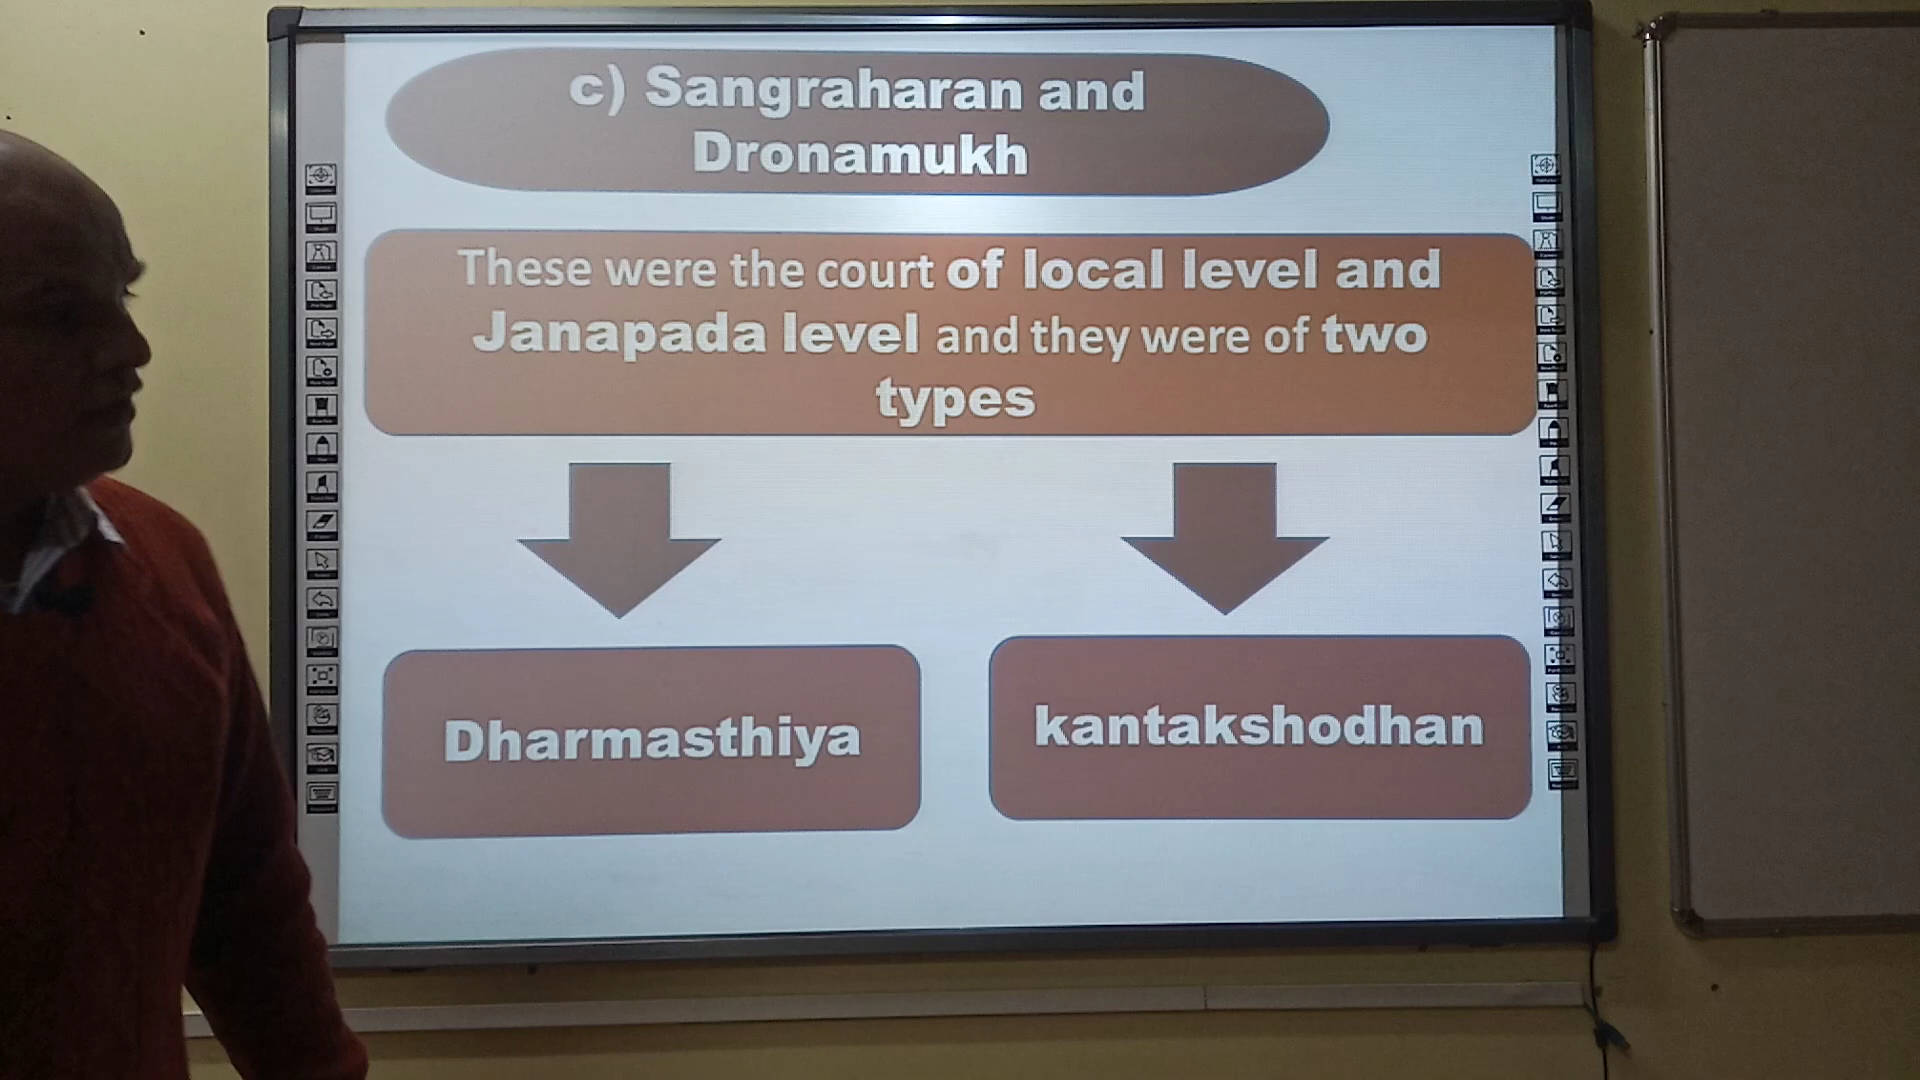 c) Sangraharan and
Dronamukh
These were the court of local level and
Janapada level and they were of two
types
Dharmasthiya
kantakshodhan